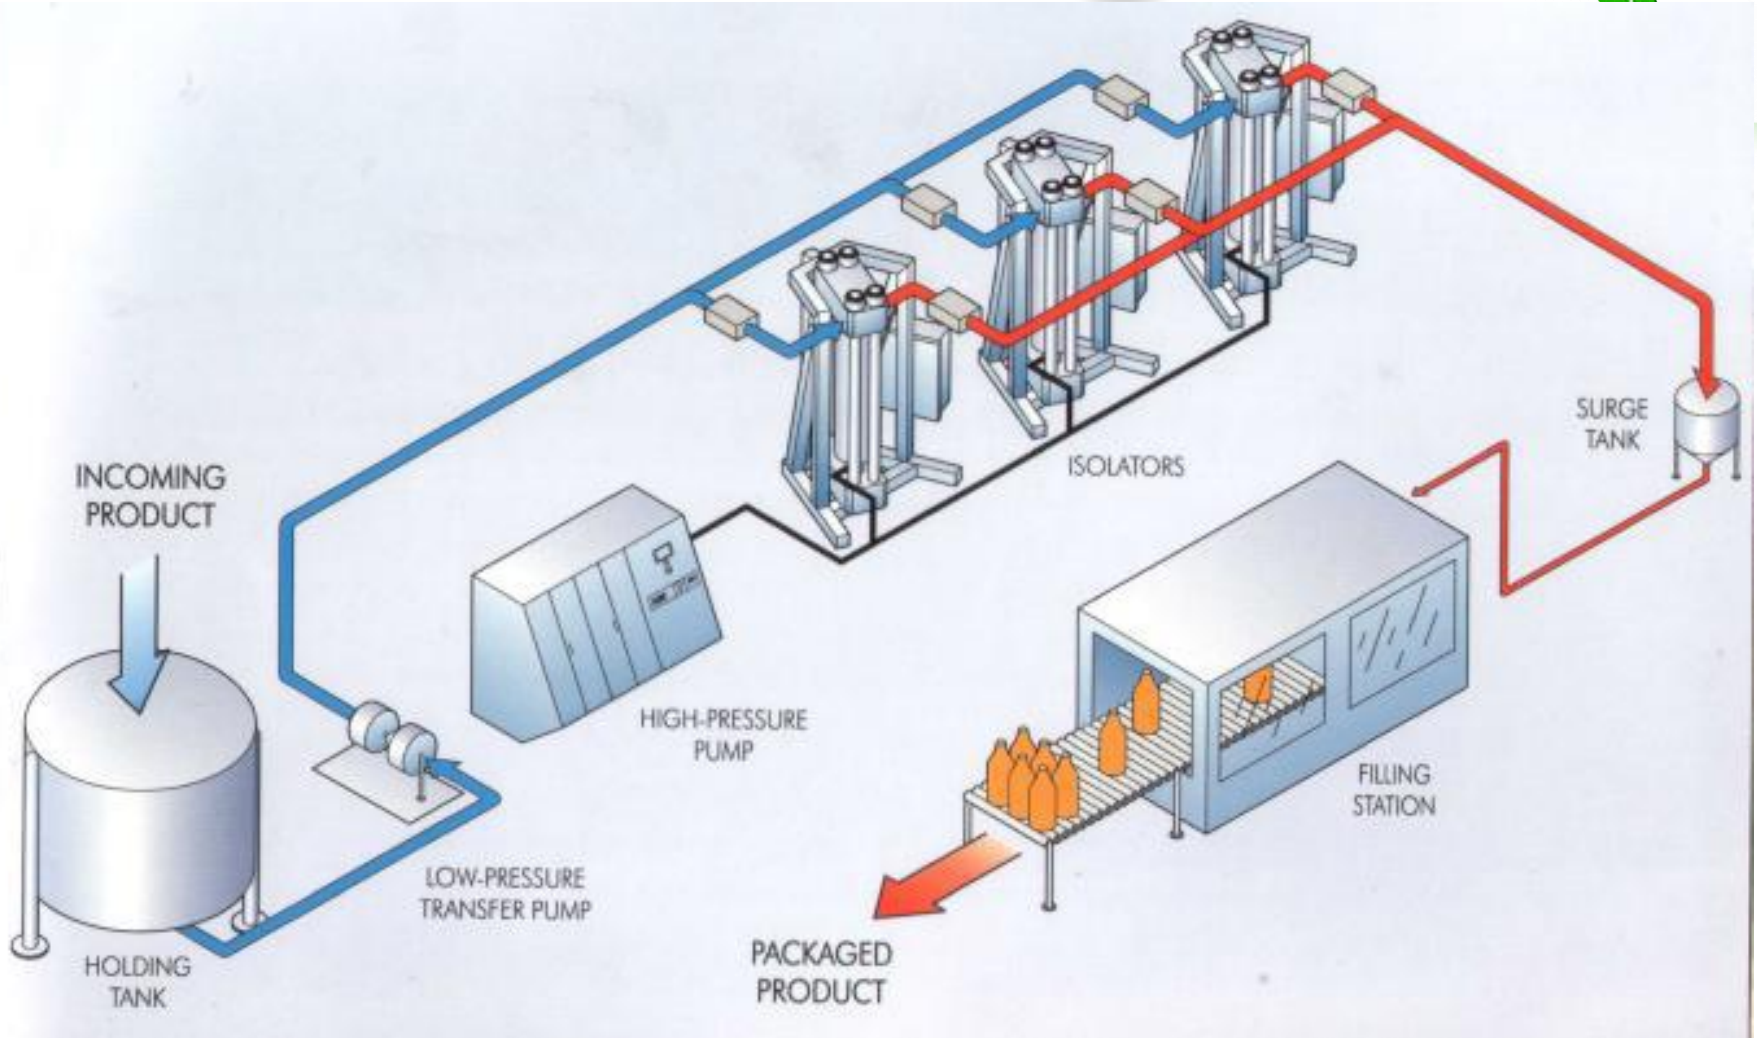 INCOMING
PRODUCT
HOLDING
TANK
LOW-PRESSURE
TRANSFER PUMP
HIGH-PRESSURE
PUMP
ISOLATORS
SURGE
TANK
FILLING
STATION
PACKAGED
PRODUCT